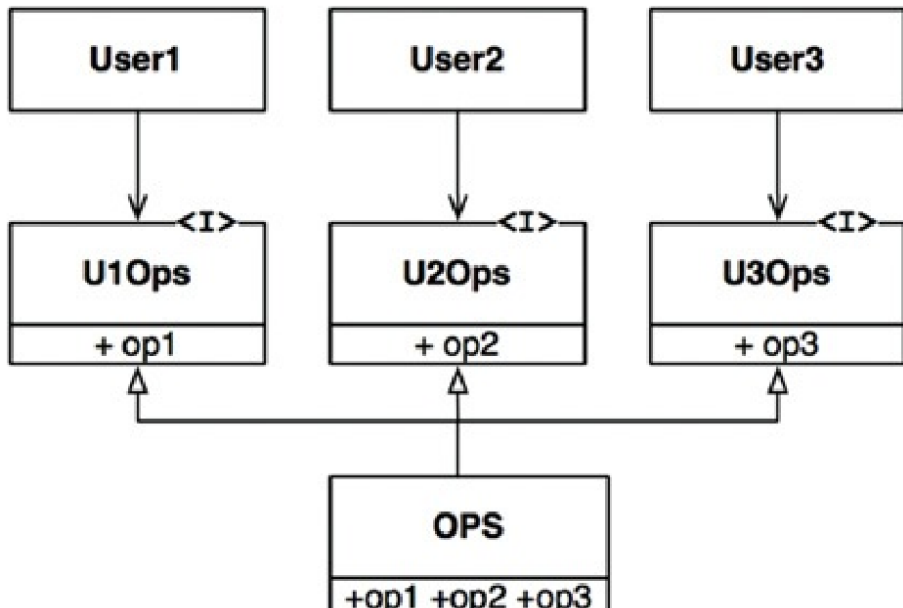 User1 User2 User3
<I> <I> <I>
U1Ops U2Ops U3Ops
+ op1 + op2 + op3
OPS
+op1 +op2 +op3